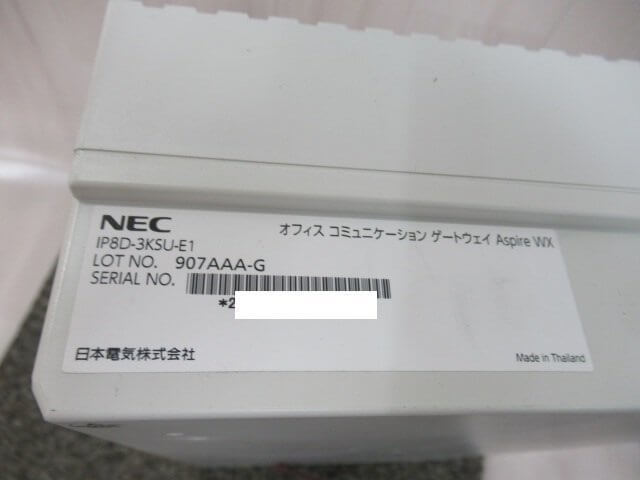 NEC
オフィス コミュニケーション ゲートウェイ Aspire WX
IP8D-3KSU-E1
LOT NO. 907AAA-G
SERIAL NO.
*2
日本電気株式会社
Made in Thailand